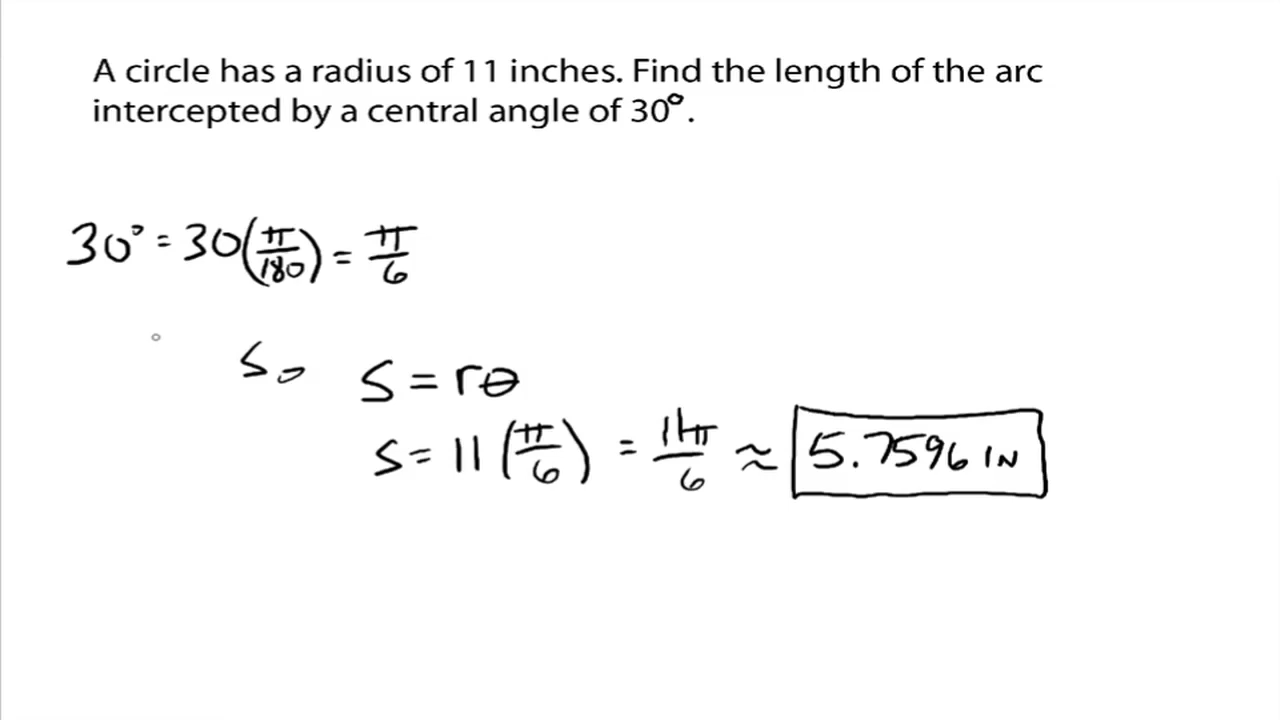 A circle has a radius of 11 inches. Find the length of the arc
intercepted by a central angle of 30°.
30° = 30(π/180) = π/6
So S = rθ
S = 11(π/6) = 11π/6 ≈ 5.7596 IN